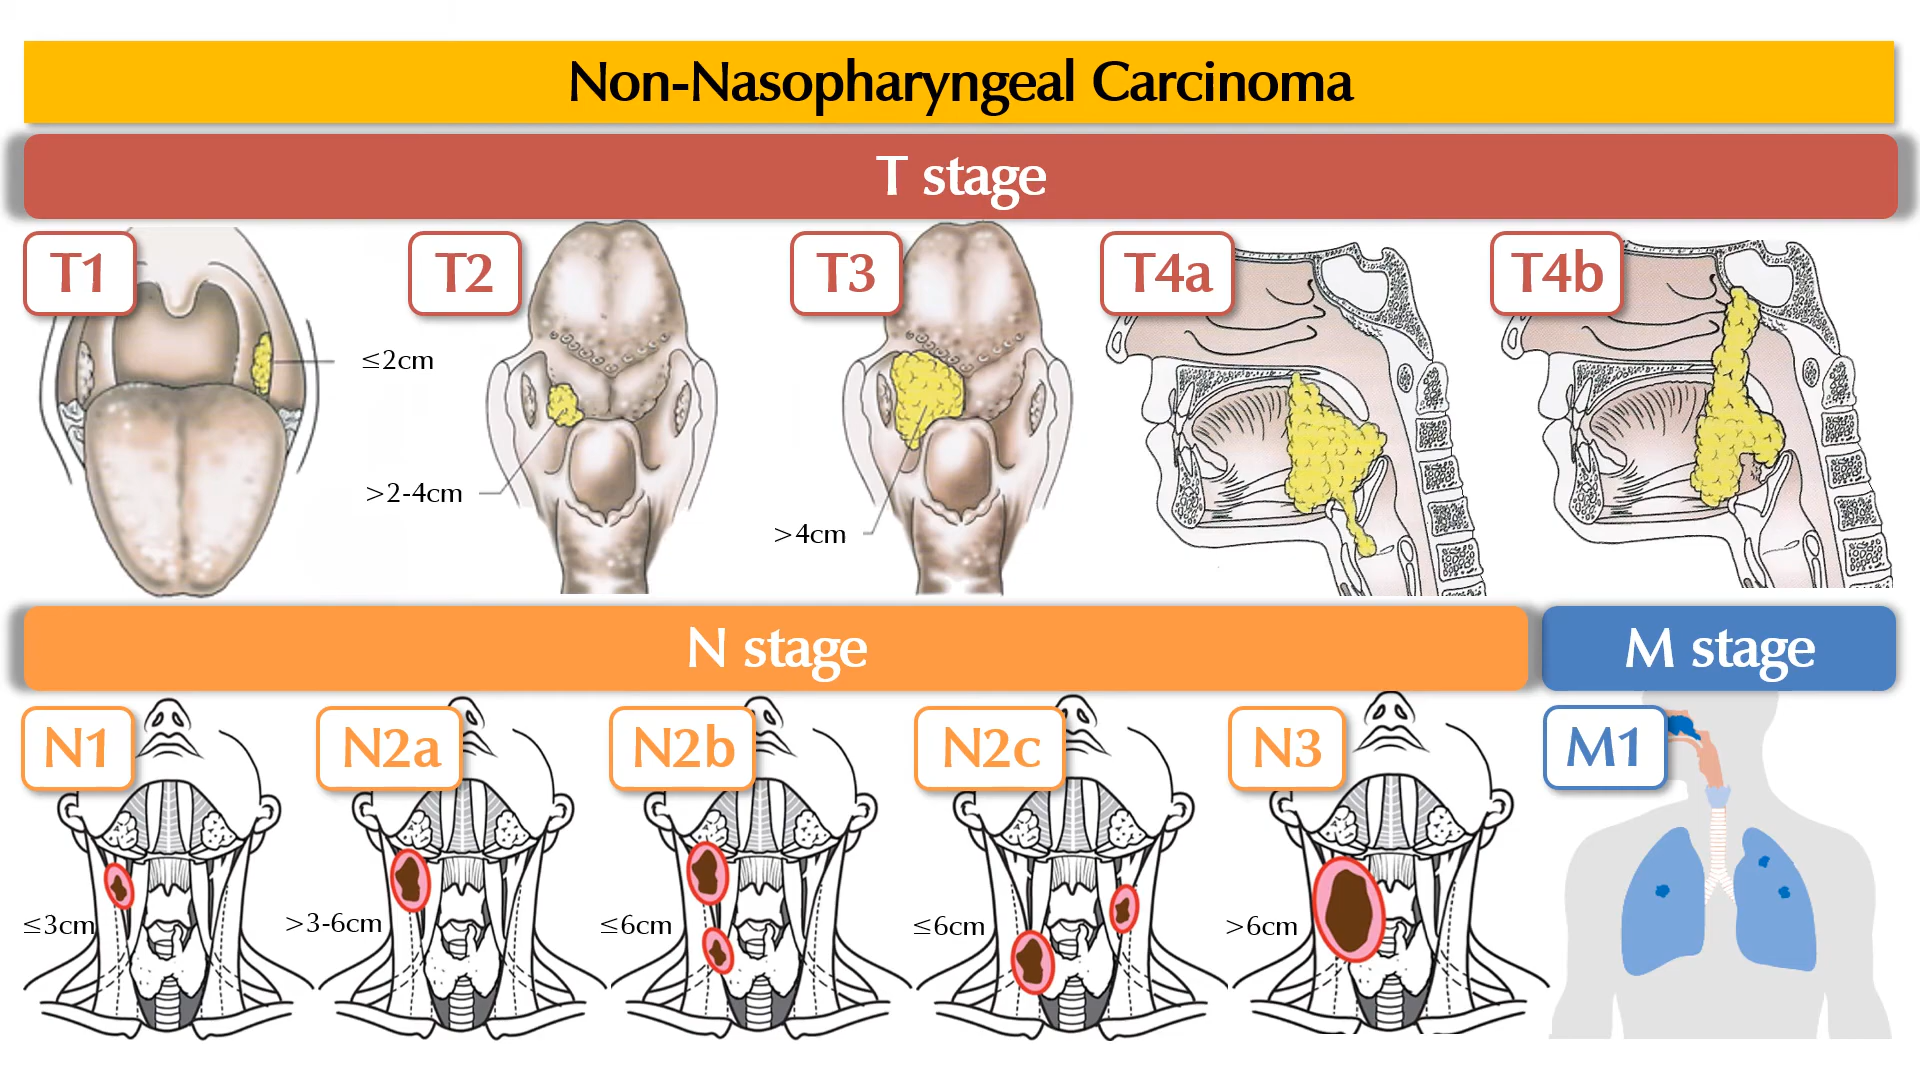 Non-Nasopharyngeal Carcinoma
T stage
T1
T2
T3
T4a
T4b
≤2cm
>2-4cm
>4cm
N stage
M stage
N1
N2a
N2b
N2c
N3
M1
≤3cm
>3-6cm
≤6cm
≤6cm
>6cm